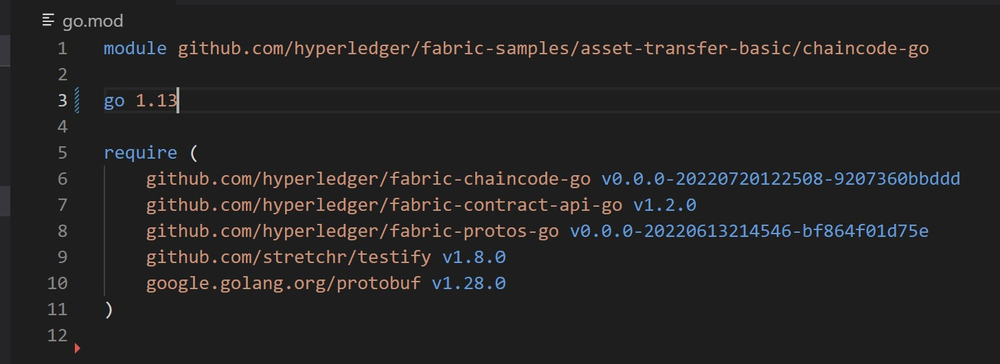 go.mod
1 module github.com/hyperledger/fabric-samples/asset-transfer-basic/chaincode-go
2
3 go 1.13
4
5 require (
6 github.com/hyperledger/fabric-chaincode-go v0.0.0-20220720122508-9207360bbddd
7 github.com/hyperledger/fabric-contract-api-go v1.2.0
8 github.com/hyperledger/fabric-protos-go v0.0.0-20220613214546-bf864f01d75e
9 github.com/stretchr/testify v1.8.0
10 google.golang.org/protobuf v1.28.0
11 )
12